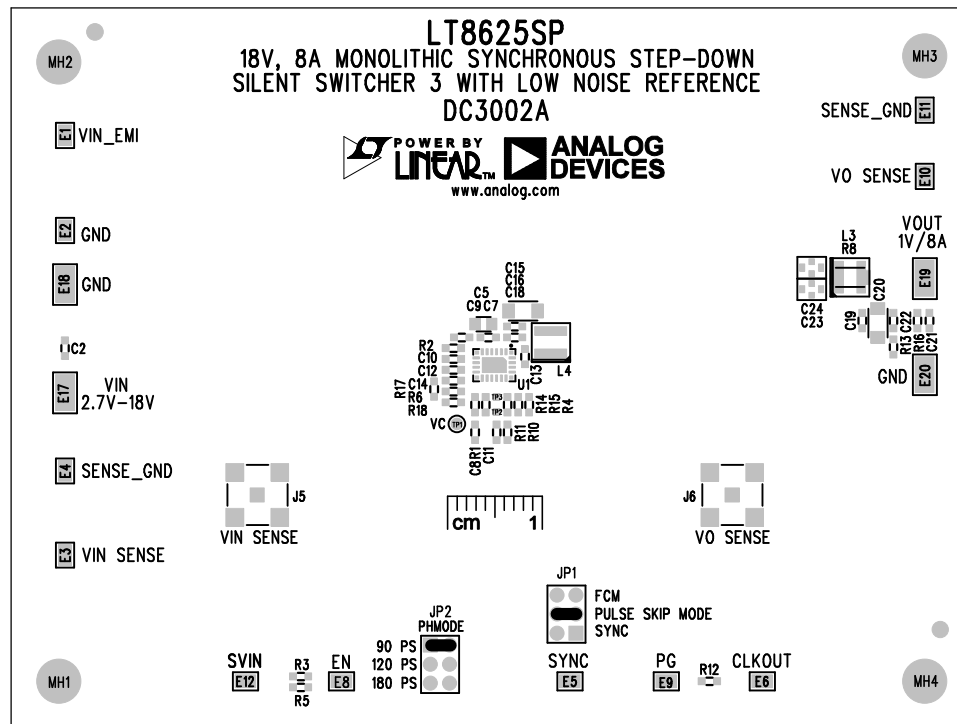 LT8625SP
18V, 8A MONOLITHIC SYNCHRONOUS STEP-DOWN
SILENT SWITCHER 3 WITH LOW NOISE REFERENCE
DC3002A
POWER BY
LINEAR™
ANALOG
DEVICES
www.analog.com
MH2
MH3
E1 VIN_EMI
SENSE_GND E11
VO SENSE E10
E2 GND
E18 GND
VOUT
1V/8A
E19
L3
R8
C24
C23
C20
C19
C22
R13
R16
C21
GND E20
C2
E17
VIN
2.7V-18V
C15
C16
C18
C5
C9 C7
R2
C10
C12
C14
R17
R6
R18
U1
C13
L4
TP3
TP2
R14
R15
R4
VC TP1
C8
R1
C11
R11
R10
E4 SENSE_GND
E3 VIN SENSE
J5
VIN SENSE
cm 1
J6
VO SENSE
JP1
FCM
PULSE SKIP MODE
SYNC
JP2
PHMODE
90 PS
120 PS
180 PS
SVIN
E12
R3
R5
EN
E8
SYNC
E5
PG
E9
R12
CLKOUT
E6
MH1
MH4